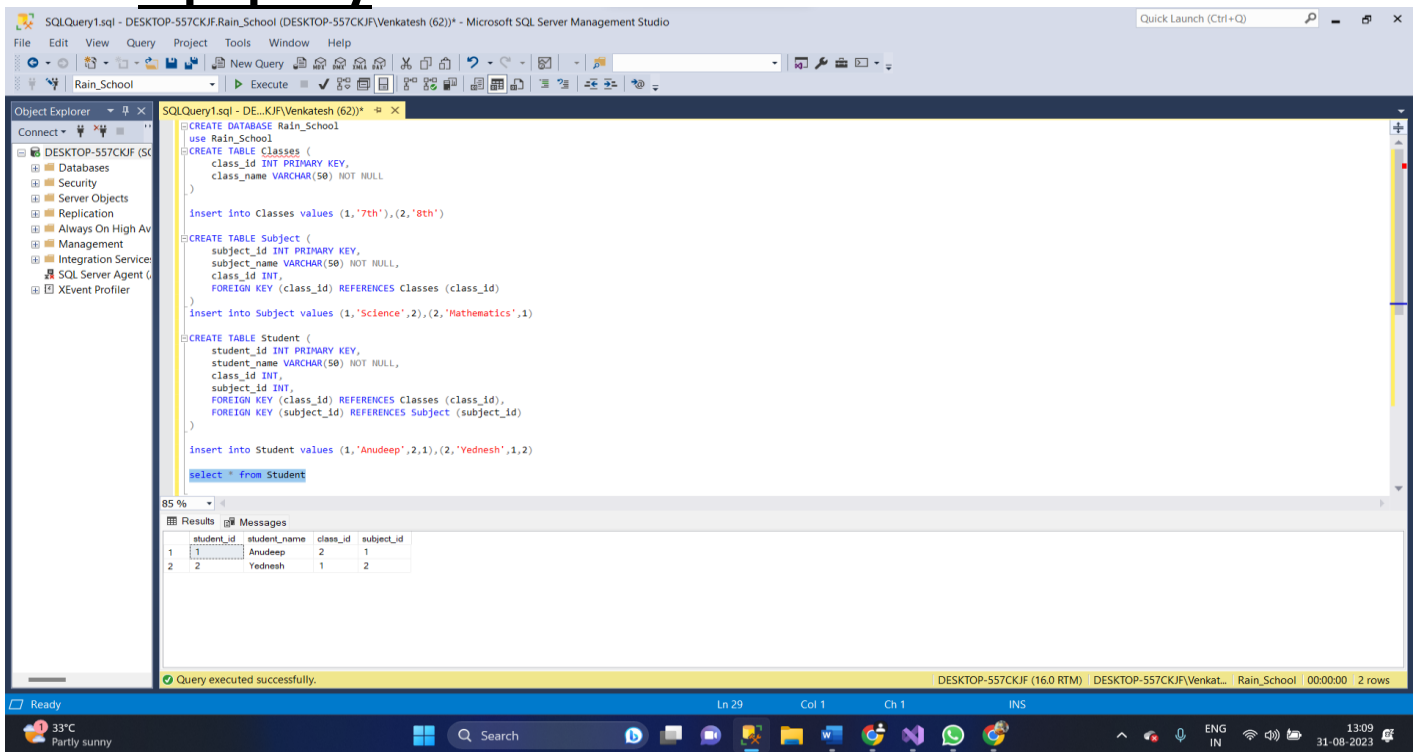 SQLQuery1.sql - DESKTOP-557CKJF.Rain_School (DESKTOP-557CKJF\Venkatesh (62))* - Microsoft SQL Server Management Studio
Quick Launch (Ctrl+Q)
File Edit View Query Project Tools Window Help
New Query
Rain_School
Execute
Object Explorer
SQLQuery1.sql - DE...KJF\Venkatesh (62))*
Connect
DESKTOP-557CKJF (SC
Databases
Security
Server Objects
Replication
Always On High Av
Management
Integration Services
SQL Server Agent (
XEvent Profiler
CREATE DATABASE Rain_School
use Rain_School
CREATE TABLE Classes (
class_id INT PRIMARY KEY,
class_name VARCHAR(50) NOT NULL
)
insert into Classes values (1,'7th'),(2,'8th')
CREATE TABLE Subject (
subject_id INT PRIMARY KEY,
subject_name VARCHAR(50) NOT NULL,
class_id INT,
FOREIGN KEY (class_id) REFERENCES Classes (class_id)
)
insert into Subject values (1,'Science',2),(2,'Mathematics',1)
CREATE TABLE Student (
student_id INT PRIMARY KEY,
student_name VARCHAR(50) NOT NULL,
class_id INT,
subject_id INT,
FOREIGN KEY (class_id) REFERENCES Classes (class_id),
FOREIGN KEY (subject_id) REFERENCES Subject (subject_id)
)
insert into Student values (1,'Anudeep',2,1),(2,'Yednesh',1,2)
select * from Student
85 %
Results Messages
student_id student_name class_id subject_id
1 1 Anudeep 2 1
2 2 Yednesh 1 2
Query executed successfully.
DESKTOP-557CKJF (16.0 RTM) DESKTOP-557CKJF\Venkat... Rain_School 00:00:00 2 rows
Ready
Ln 29 Col 1 Ch 1 INS
33°C
Partly sunny
Search
ENG
IN
13:09
31-08-2023